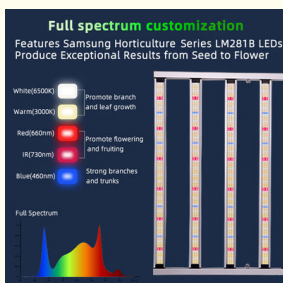 Full spectrum customization
Features Samsung Horticulture Series LM281B LEDs
Produce Exceptional Results from Seed to Flower
White(6500K)
Promote branch
and leaf growth
Warm(3000K)
Red(660nm)
Promote flowering
and fruiting
IR(730nm)
Blue(460nm)
Strong branches
and trunks
Full Spectrum